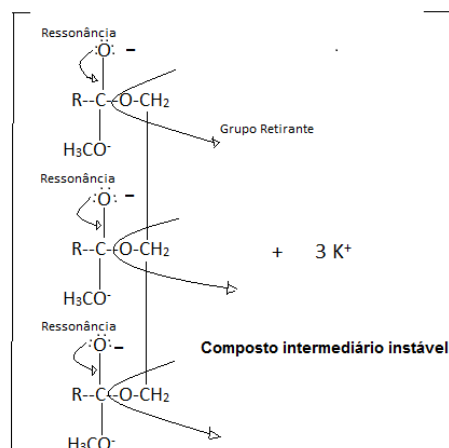 Ressonância
:Ö: –
R--C-O-CH₂
Grupo Retirante
H₃CO⁻
Ressonância
:Ö: –
R--C-O-CH₂
+ 3 K⁺
H₃CO⁻
Ressonância
:Ö: –
Composto intermediário instável
R--C-O-CH₂
H₃CO⁻